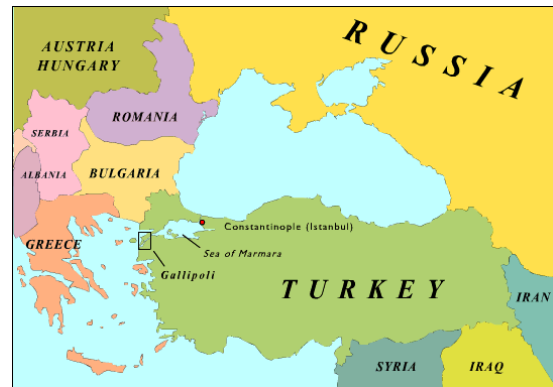 AUSTRIA
HUNGARY
RUSSIA
ROMANIA
SERBIA
ALBANIA
BULGARIA
Constantinople (Istanbul)
GREECE
Sea of Marmara
Gallipoli
TURKEY
IRAN
SYRIA
IRAQ